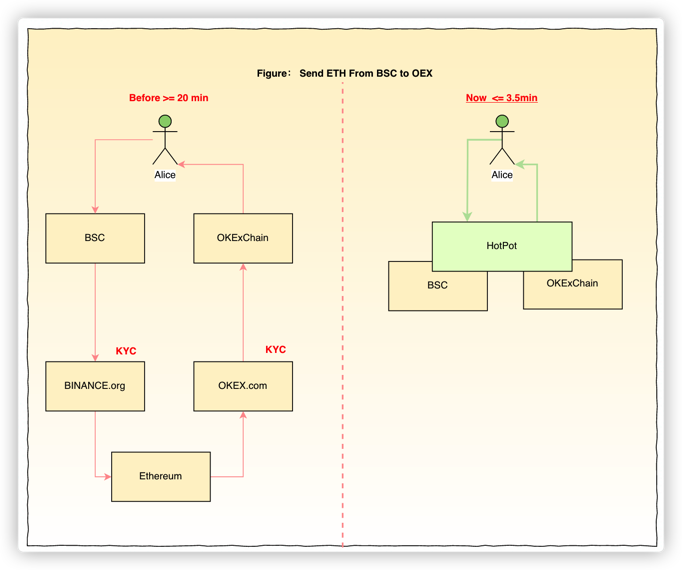 Figure： Send ETH From BSC to OEX
Before >= 20 min
Now <= 3.5min
Alice
Alice
BSC
OKExChain
HotPot
BSC
OKExChain
KYC
KYC
BINANCE.org
OKEX.com
Ethereum